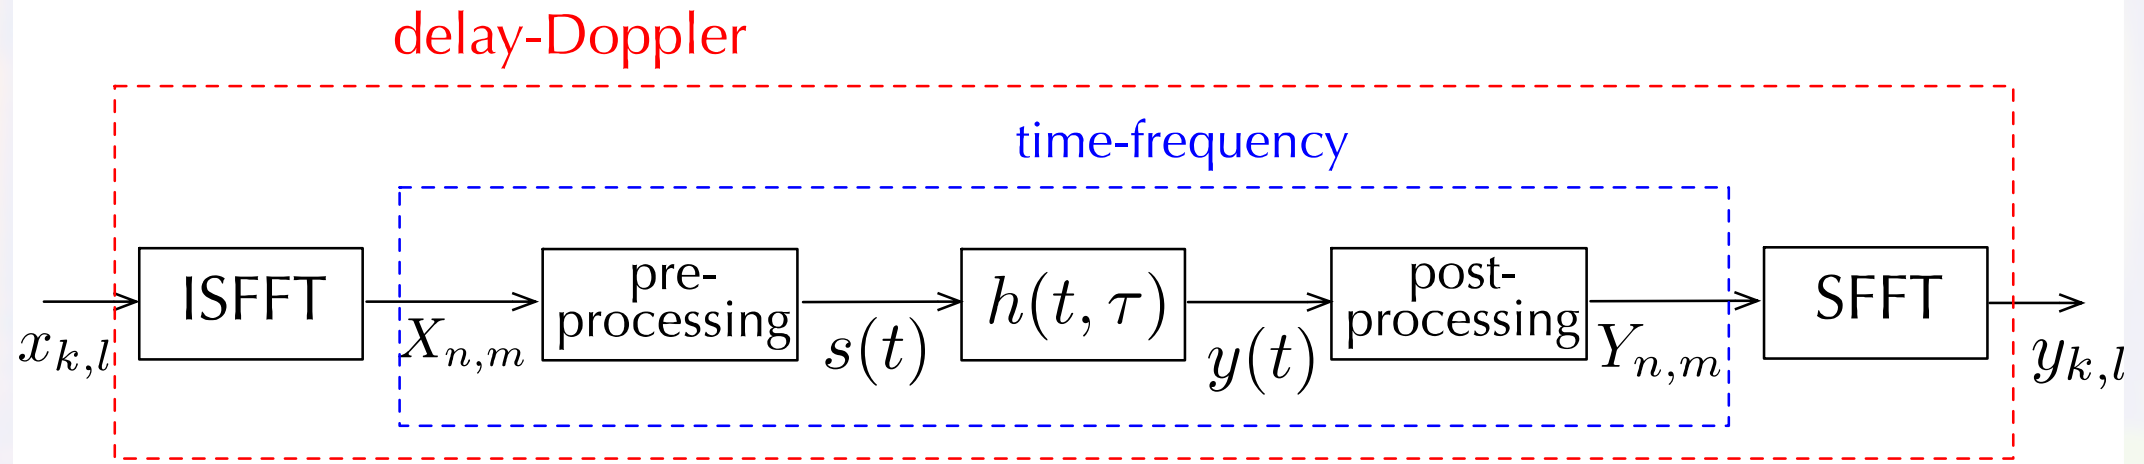 delay-Doppler
time-frequency
ISFFT
pre-
processing
h(t, τ)
post-
processing
SFFT
x_{k,l}
X_{n,m}
s(t)
y(t)
Y_{n,m}
y_{k,l}